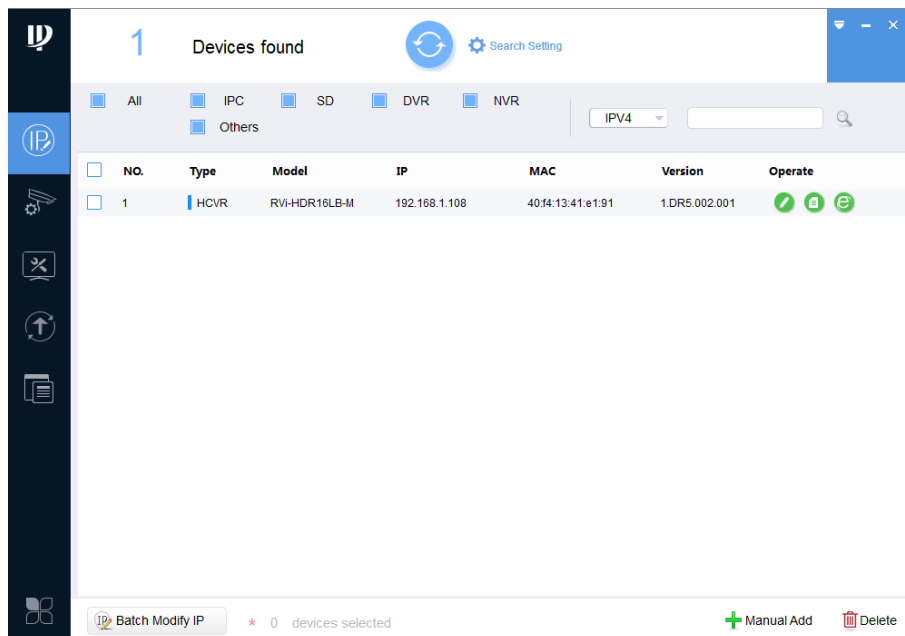 1 Devices found Search Setting
All IPC SD DVR NVR
Others
IPV4
NO. Type Model IP MAC Version Operate
1 HCVR RVi-HDR16LB-M 192.168.1.108 40:f4:13:41:e1:91 1.DR5.002.001
Batch Modify IP * 0 devices selected Manual Add Delete